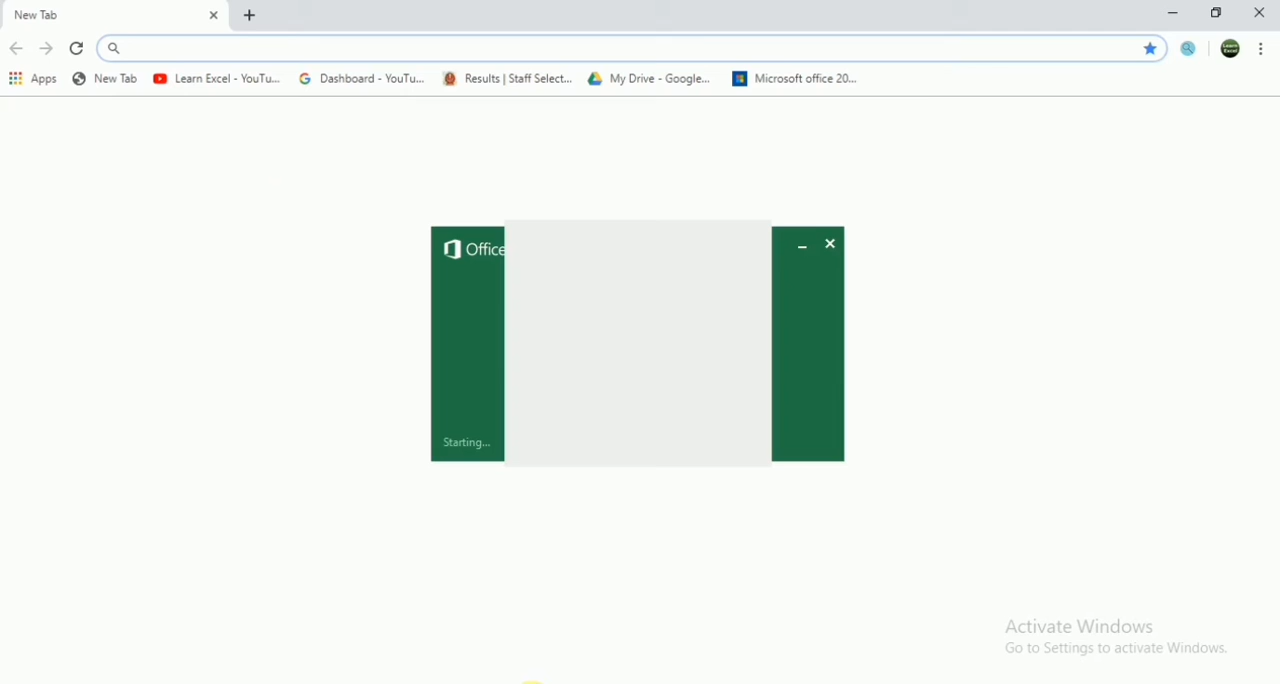 New Tab
Apps New Tab Learn Excel - YouTu... Dashboard - YouTu... Results | Staff Select... My Drive - Google... Microsoft office 20...
Office
Starting...
Activate Windows
Go to Settings to activate Windows.